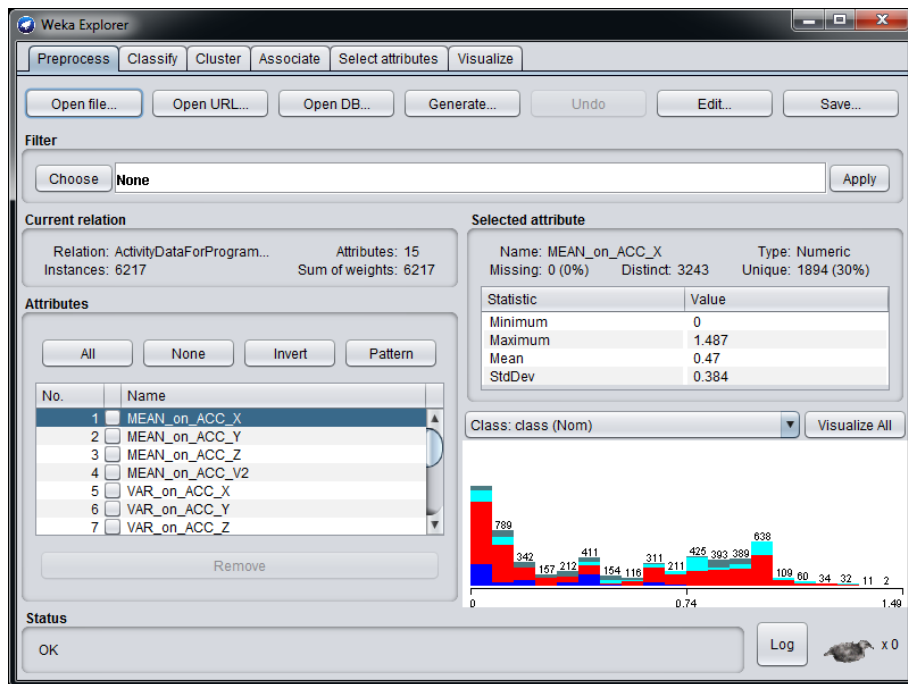 Weka Explorer
Preprocess Classify Cluster Associate Select attributes Visualize
Open file... Open URL... Open DB... Generate... Undo Edit... Save...
Filter
Choose None Apply
Current relation
Relation: ActivityDataForProgram... Attributes: 15
Instances: 6217 Sum of weights: 6217
Selected attribute
Name: MEAN_on_ACC_X Type: Numeric
Missing: 0 (0%) Distinct: 3243 Unique: 1894 (30%)
Statistic Value
Minimum 0
Maximum 1.487
Mean 0.47
StdDev 0.384
Attributes
All None Invert Pattern
No. Name
1 MEAN_on_ACC_X
2 MEAN_on_ACC_Y
3 MEAN_on_ACC_Z
4 MEAN_on_ACC_V2
5 VAR_on_ACC_X
6 VAR_on_ACC_Y
7 VAR_on_ACC_Z
Remove
Class: class (Nom) Visualize All
789 342 157 212 411 154 116 311 211 425 393 389 638 109 60 34 32 11 2
0 0.74 1.49
Status
OK Log x 0